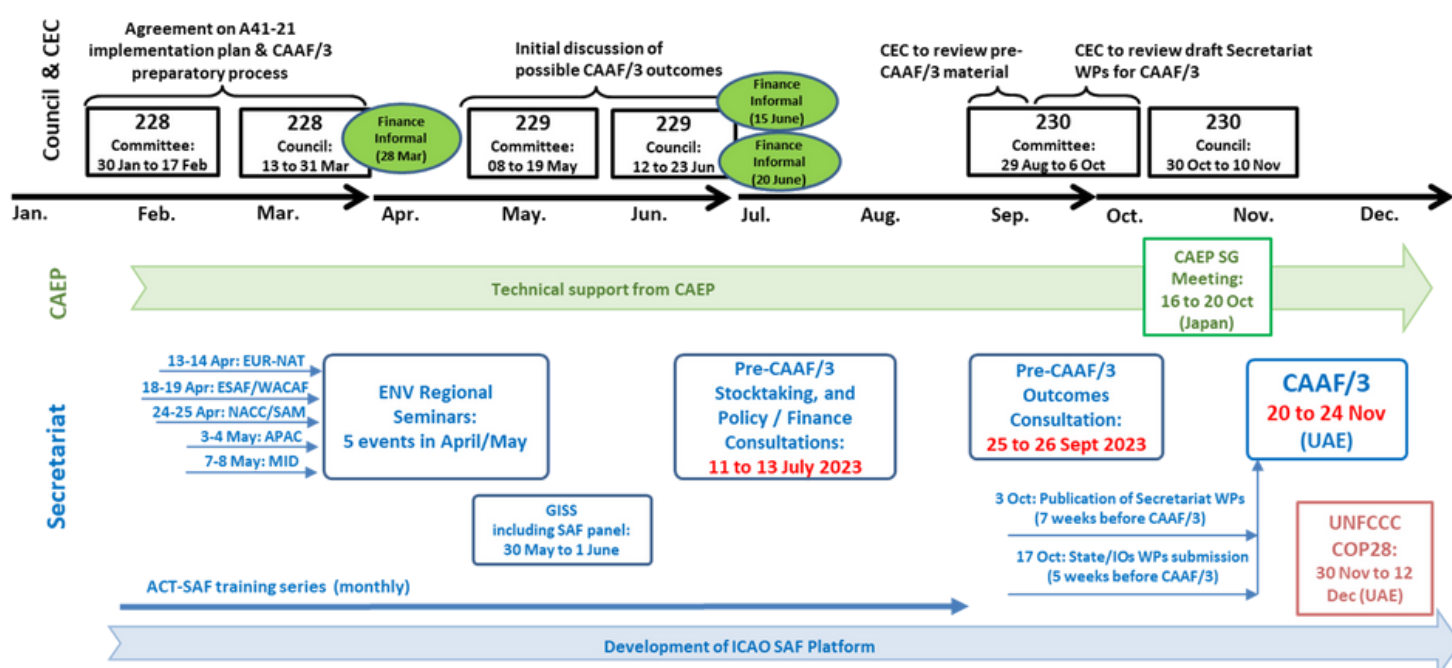 Council & CEC
Agreement on A41-21
implementation plan & CAAF/3
preparatory process
Initial discussion of
possible CAAF/3 outcomes
CEC to review pre-
CAAF/3 material
CEC to review draft Secretariat
WPs for CAAF/3
228
Committee:
30 Jan to 17 Feb
228
Council:
13 to 31 Mar
Finance
Informal
(28 Mar)
229
Committee:
08 to 19 May
229
Council:
12 to 23 Jun
Finance
Informal
(15 June)
Finance
Informal
(20 June)
230
Committee:
29 Aug to 6 Oct
230
Council:
30 Oct to 10 Nov
Jan.
Feb.
Mar.
Apr.
May.
Jun.
Jul.
Aug.
Sep.
Oct.
Nov.
Dec.
CAEP
Technical support from CAEP
CAEP SG
Meeting:
16 to 20 Oct
(Japan)
Secretariat
13-14 Apr: EUR-NAT
18-19 Apr: ESAF/WACAF
24-25 Apr: NACC/SAM
3-4 May: APAC
7-8 May: MID
ENV Regional
Seminars:
5 events in April/May
Pre-CAAF/3
Stocktaking, and
Policy / Finance
Consultations:
11 to 13 July 2023
Pre-CAAF/3
Outcomes
Consultation:
25 to 26 Sept 2023
CAAF/3
20 to 24 Nov
(UAE)
GISS
including SAF panel:
30 May to 1 June
3 Oct: Publication of Secretariat WPs
(7 weeks before CAAF/3)
17 Oct: State/IOs WPs submission
(5 weeks before CAAF/3)
UNFCCC
COP28:
30 Nov to 12
Dec (UAE)
ACT-SAF training series (monthly)
Development of ICAO SAF Platform